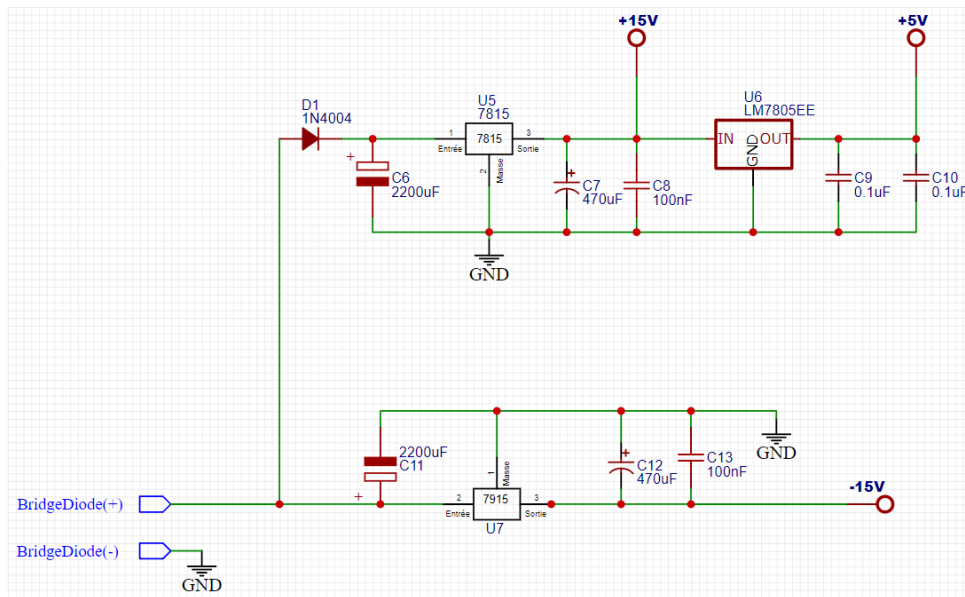 +15V
+5V
D1
1N4004
U5
7815
1
7815
3
Entrée
Sortie
2
Masse
+
C6
2200uF
+
C7
470uF
C8
100nF
U6
LM7805EE
IN
OUT
GND
C9
0.1uF
C10
0.1uF
GND
2200uF
C11
+
1
Masse
2
7915
3
Entrée
Sortie
U7
+
C12
470uF
C13
100nF
GND
-15V
BridgeDiode(+)
BridgeDiode(-)
GND